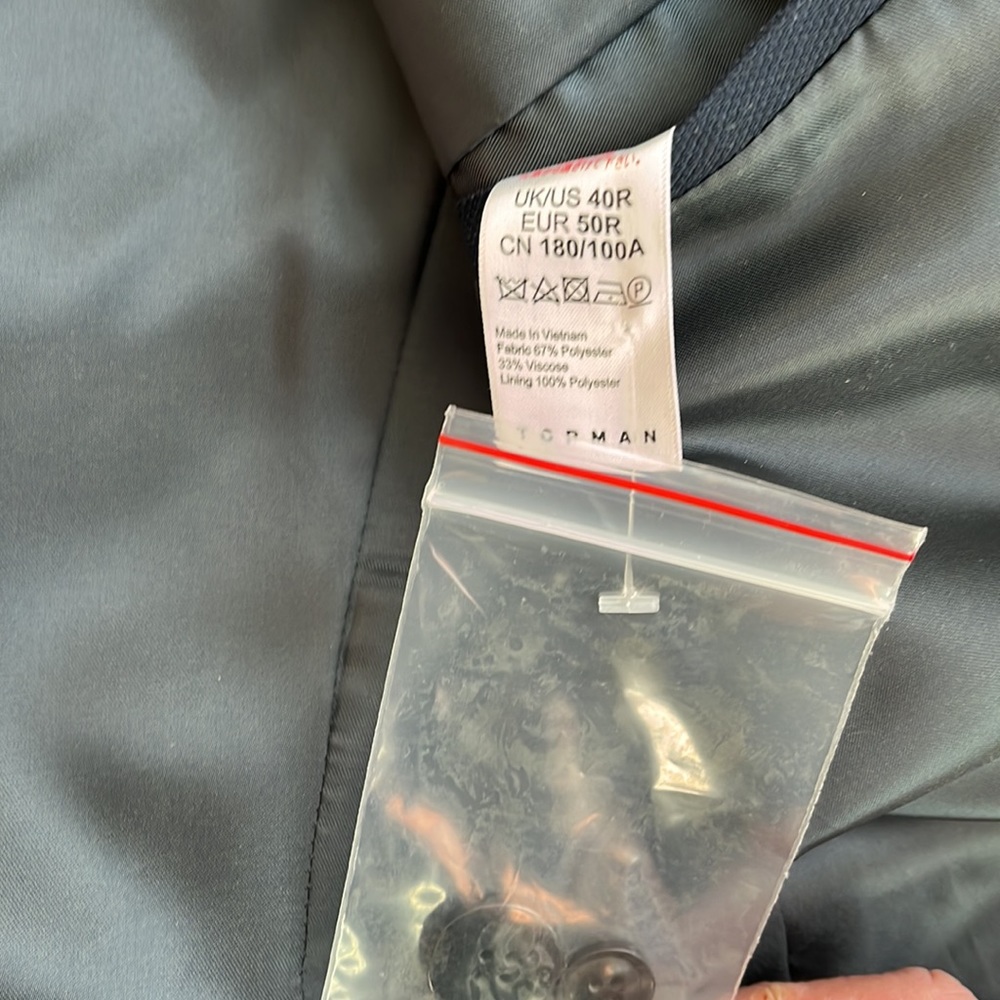 UK/US 40R
EUR 50R
CN 180/100A
P
Made In Vietnam
Fabric 67% Polyester
33% Viscose
Lining 100% Polyester
TOPMAN